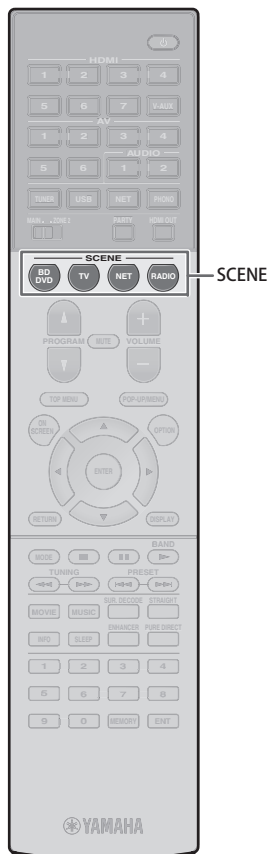 HDMI
1 2 3 4
5 6 7 V-AUX
AV
1 2 3 4
AUDIO
5 6 1 2
TUNER USB NET PHONO
MAIN ZONE 2 PARTY HDMI OUT
SCENE
BD DVD TV NET RADIO
SCENE
PROGRAM MUTE VOLUME
TOP MENU POP-UP/MENU
ON SCREEN OPTION
ENTER
RETURN DISPLAY
BAND
MODE
TUNING PRESET
MOVIE MUSIC SUR. DECODE STRAIGHT
INFO SLEEP ENHANCER PURE DIRECT
1 2 3 4
5 6 7 8
9 0 MEMORY ENT
YAMAHA